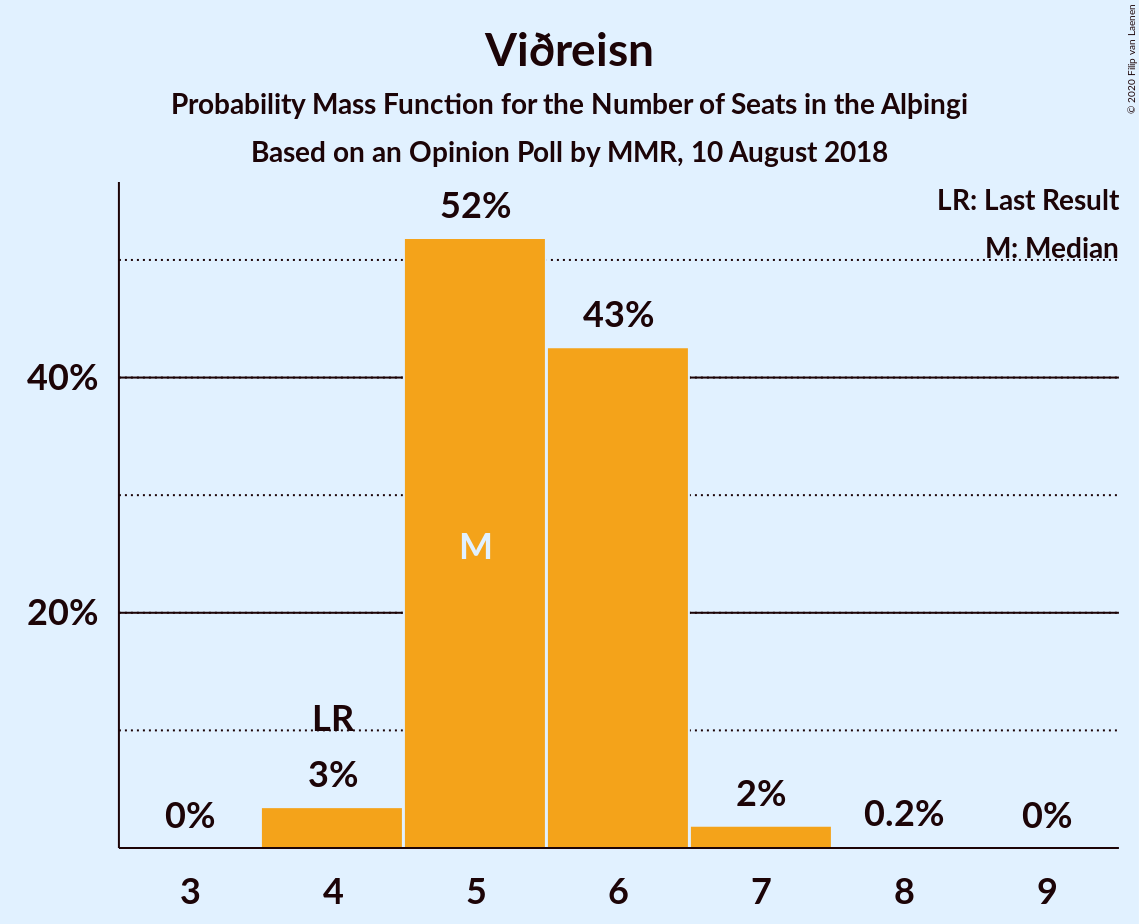 Viðreisn
Probability Mass Function for the Number of Seats in the Alþingi
Based on an Opinion Poll by MMR, 10 August 2018
© 2020 Filip van Laenen
LR: Last Result
M: Median
52%
43%
40%
M
20%
LR
3%
2%
0.2%
0%
0%
3 4 5 6 7 8 9